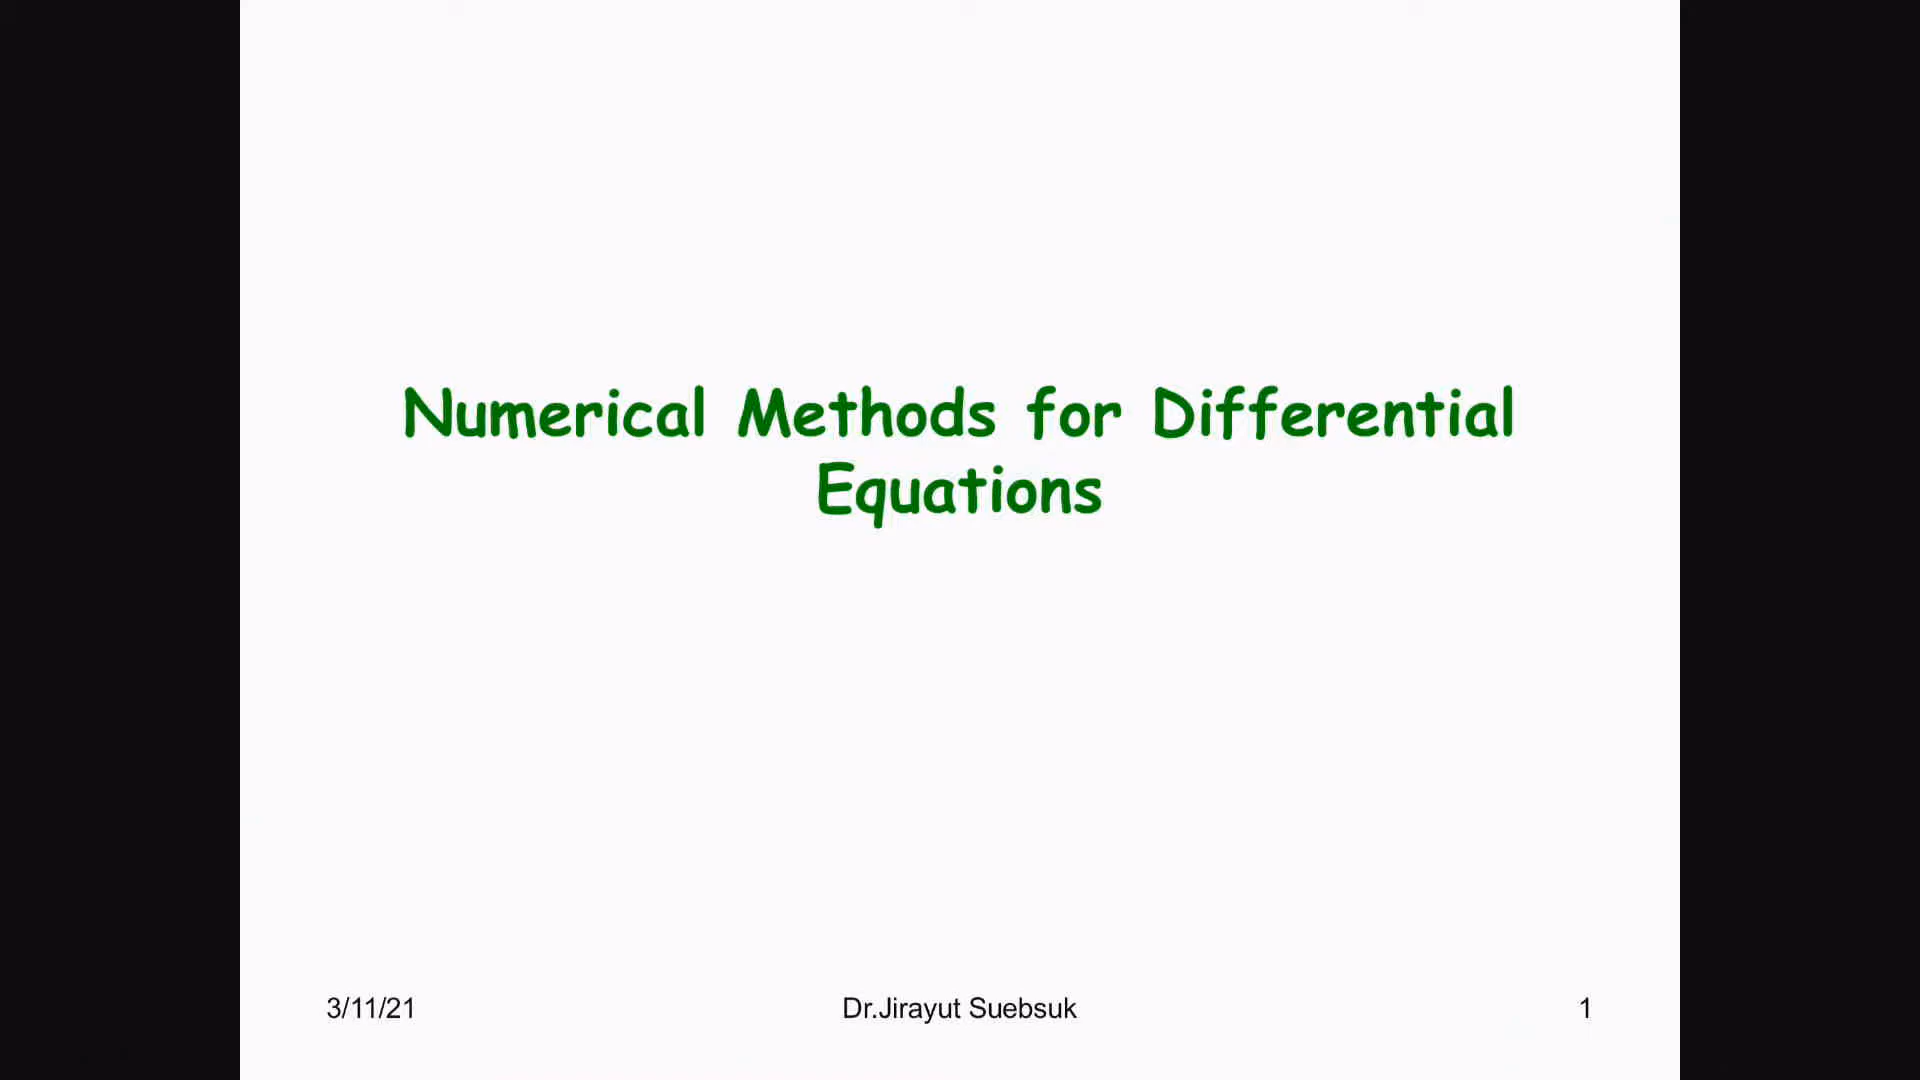 Numerical Methods for Differential
Equations
3/11/21
Dr.Jirayut Suebsuk
1